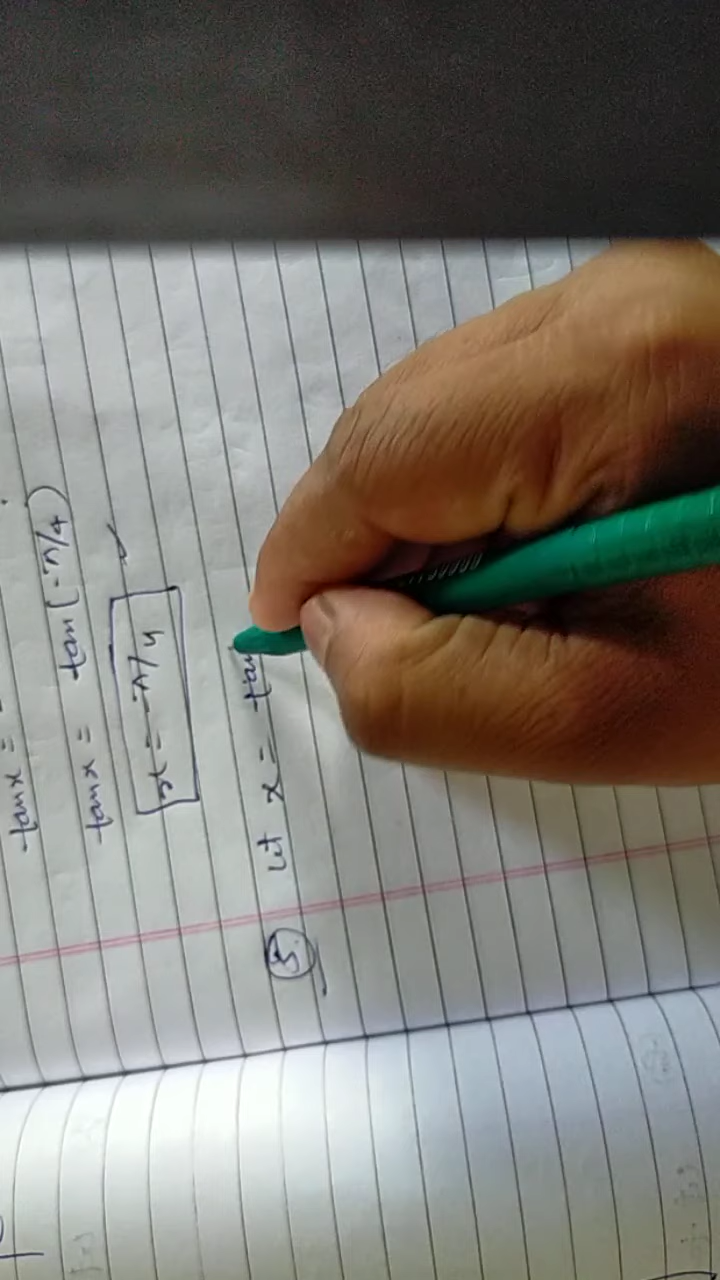 tanx =
tanx = tan(-π/4)
x = -π/4
5. Let x = tan